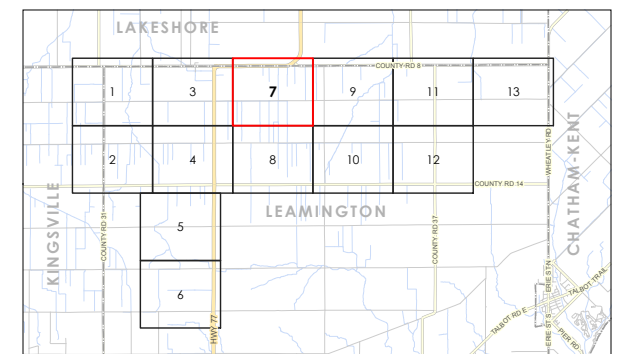 LAKESHORE
COUNTY RD 8
1
3
7
9
11
13
2
4
8
10
12
WHEATLEY RD
CHATHAM-KENT
COUNTY RD 14
KINGSVILLE
LEAMINGTON
COUNTY RD 31
5
COUNTY RD 37
6
HWY 77
ERIE ST N
TALBOT TRAIL
TALBOT RD E
ERIE ST S
PIER RD